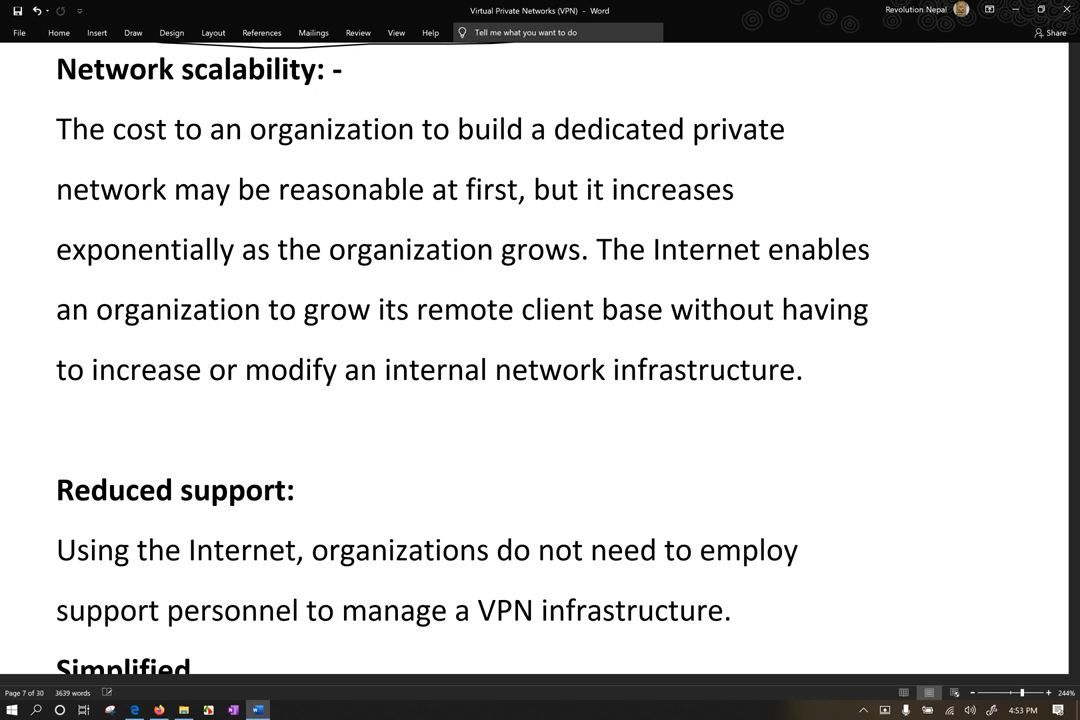 Virtual Private Networks (VPN) - Word
Revolution Nepal
File Home Insert Draw Design Layout References Mailings Review View Help Tell me what you want to do Share
Network scalability: -
The cost to an organization to build a dedicated private
network may be reasonable at first, but it increases
exponentially as the organization grows. The Internet enables
an organization to grow its remote client base without having
to increase or modify an internal network infrastructure.
Reduced support:
Using the Internet, organizations do not need to employ
support personnel to manage a VPN infrastructure.
Simplified
Page 7 of 30 3639 words 244%
4:53 PM